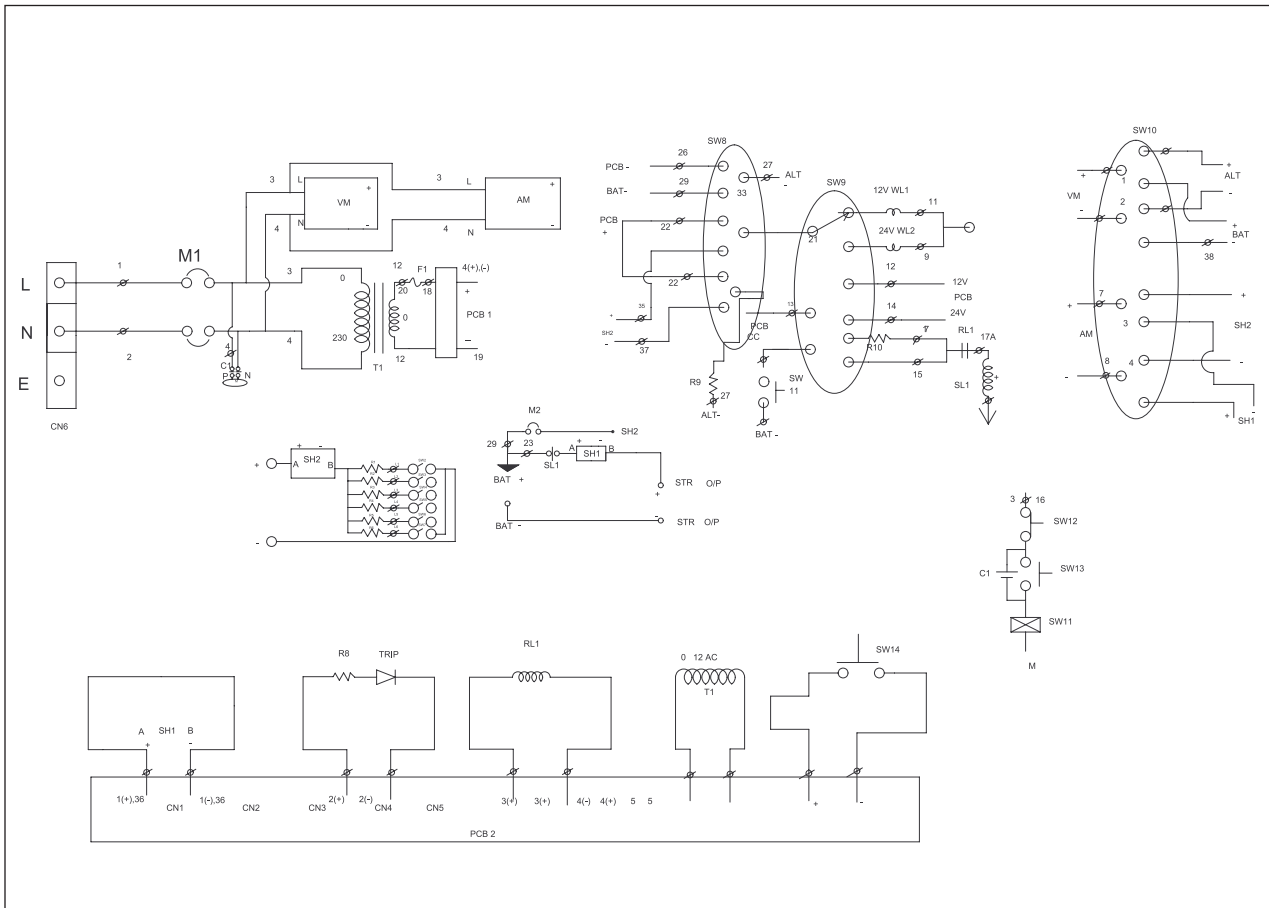 L
N
E
CN6
1
2
M1
4
C1
P
N
3
4
3
4
L
N
VM
+
-
3
4
L
N
AM
+
-
0
230
T1
12
0
12
20
F1
18
4(+),(-)
+
PCB 1
-
19
SW8
PCB -
26
BAT-
29
PCB
+
22
22
+
35
SH2
-
37
27
ALT
-
33
R9
27
ALT-
PCB
CC
13
SW
11
BAT -
SW9
21
12V WL1
11
24V WL2
9
12
12V
PCB
14
24V
R10
17
15
RL1
17A
SL1
+
SW10
+
VM
-
1
2
+
ALT
-
+
BAT
-
38
+
7
AM
-
8
3
4
+
SH2
-
-
SH1
+
+
-
SH2
+
-
A
B
M2
SH2
29
23
SL1
A
+
-
B
SH1
BAT +
BAT -
STR O/P
+
-
STR O/P
3
16
SW12
C1
SW13
SW11
M
A
SH1
B
+
-
R8
TRIP
RL1
0 12 AC
T1
SW14
1(+),36
CN1
1(-),36
CN2
CN3
2(+)
2(-)
CN4
CN5
3(+)
3(+)
4(-)
4(+)
5
5
+
-
PCB 2